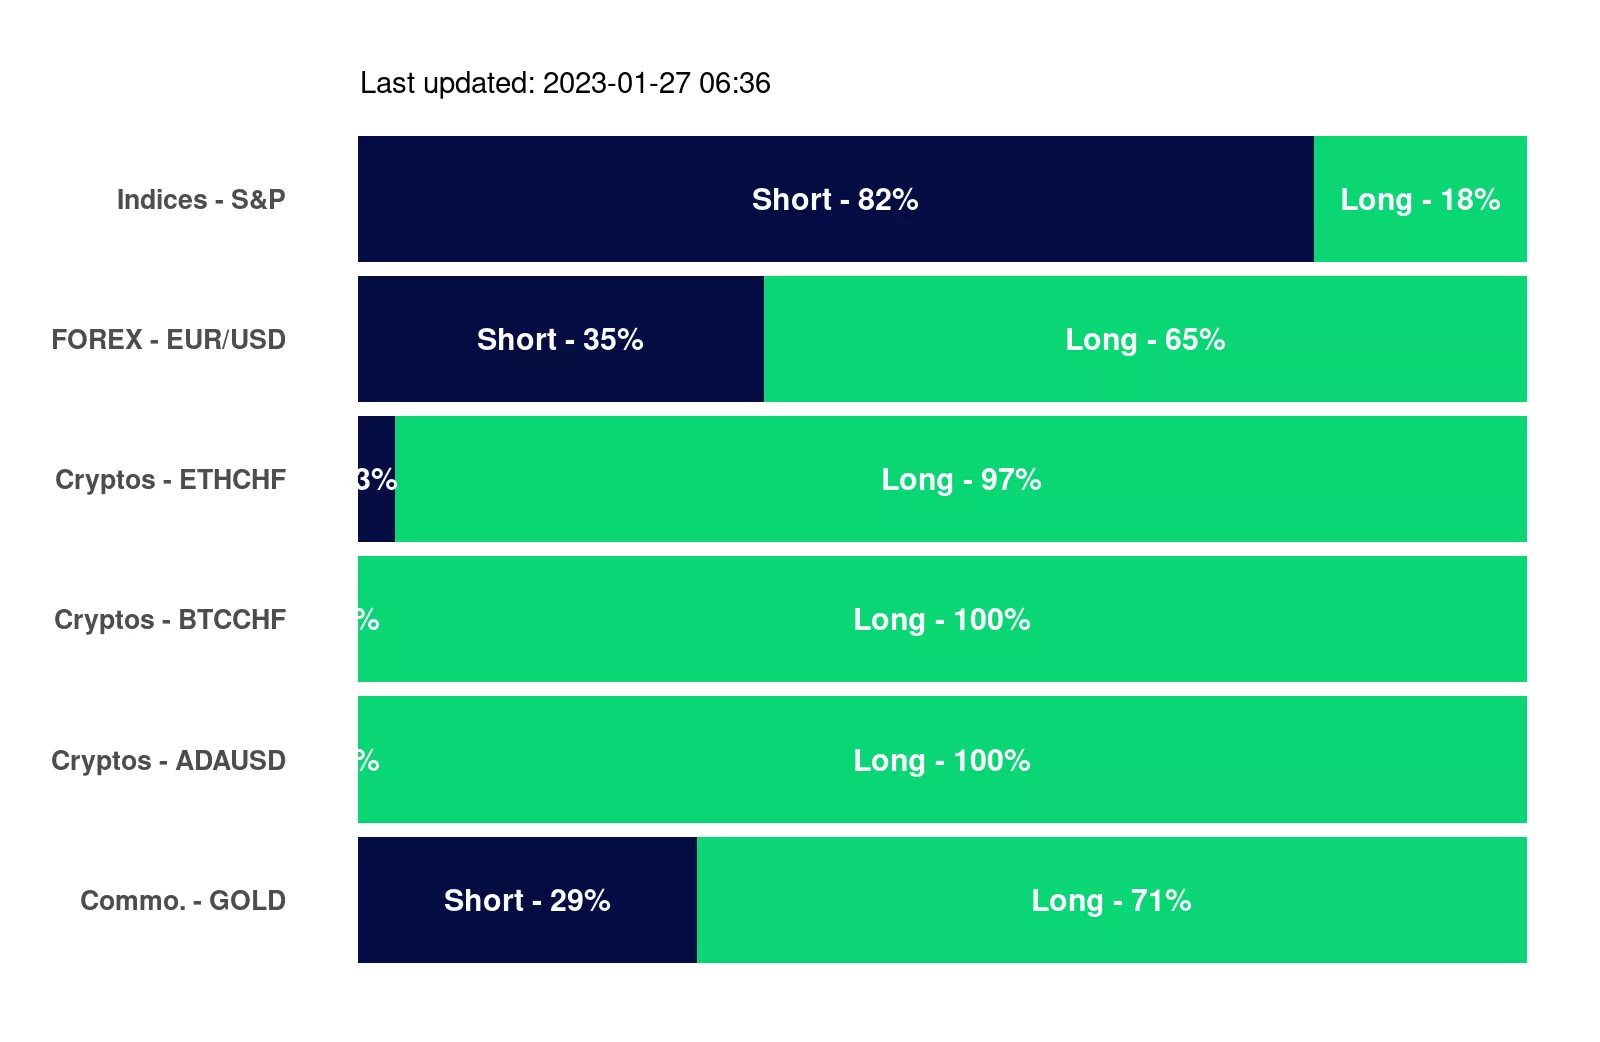 Last updated: 2023-01-27 06:36
Indices - S&P Short - 82% Long - 18%
FOREX - EUR/USD Short - 35% Long - 65%
Cryptos - ETHCHF 3% Long - 97%
Cryptos - BTCCHF % Long - 100%
Cryptos - ADAUSD % Long - 100%
Commo. - GOLD Short - 29% Long - 71%